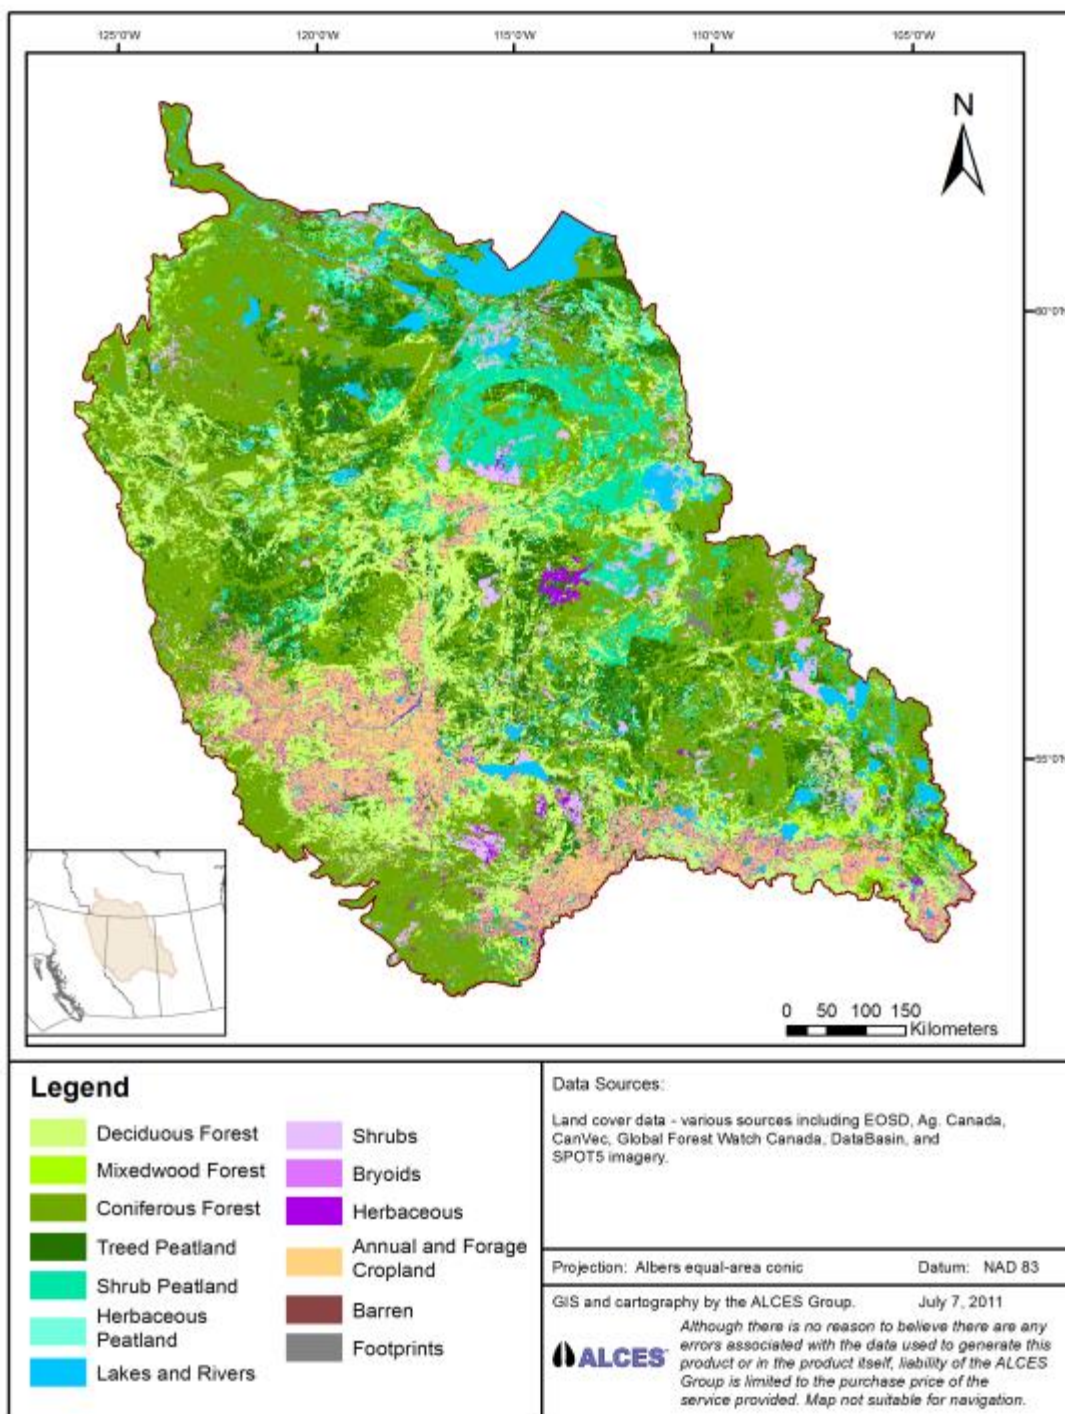 125°0'W 120°0'W 115°0'W 110°0'W 105°0'W
N
60°0'N
55°0'N
0 50 100 150
Kilometers
Legend
Deciduous Forest
Mixedwood Forest
Coniferous Forest
Treed Peatland
Shrub Peatland
Herbaceous
Peatland
Lakes and Rivers
Shrubs
Bryoids
Herbaceous
Annual and Forage
Cropland
Barren
Footprints
Data Sources:
Land cover data - various sources including EOSD, Ag. Canada,
CanVec, Global Forest Watch Canada, DataBasin, and
SPOT5 imagery.
Projection: Albers equal-area conic Datum: NAD 83
GIS and cartography by the ALCES Group. July 7, 2011
ALCES
Although there is no reason to believe there are any
errors associated with the data used to generate this
product or in the product itself, liability of the ALCES
Group is limited to the purchase price of the
service provided. Map not suitable for navigation.